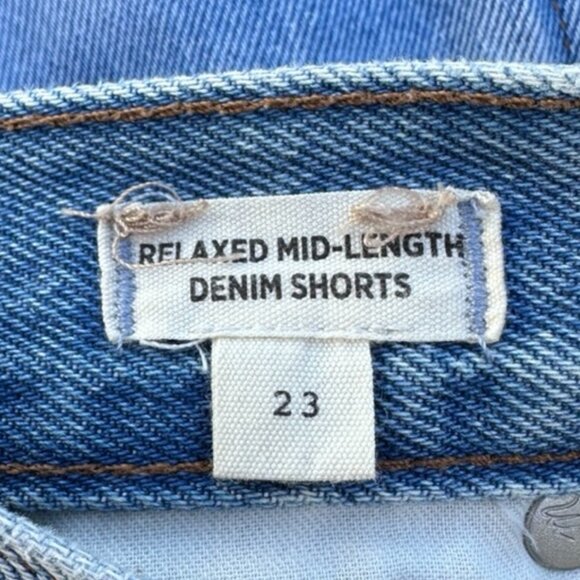 RELAXED MID-LENGTH
DENIM SHORTS
23